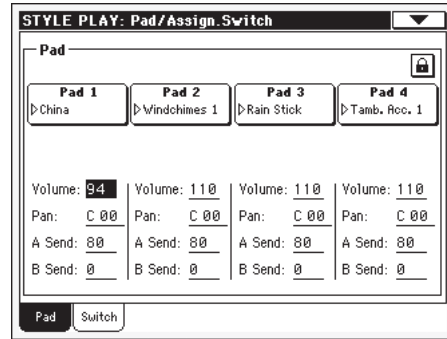 STYLE PLAY: Pad/Assign.Switch
Pad
Pad 1 Pad 2 Pad 3 Pad 4
China Windchimes 1 Rain Stick Tamb. Acc. 1
Volume: 94 Volume: 110 Volume: 110 Volume: 110
Pan: C 00 Pan: C 00 Pan: C 00 Pan: C 00
A Send: 80 A Send: 80 A Send: 80 A Send: 80
B Send: 0 B Send: 0 B Send: 0 B Send: 0
Pad Switch